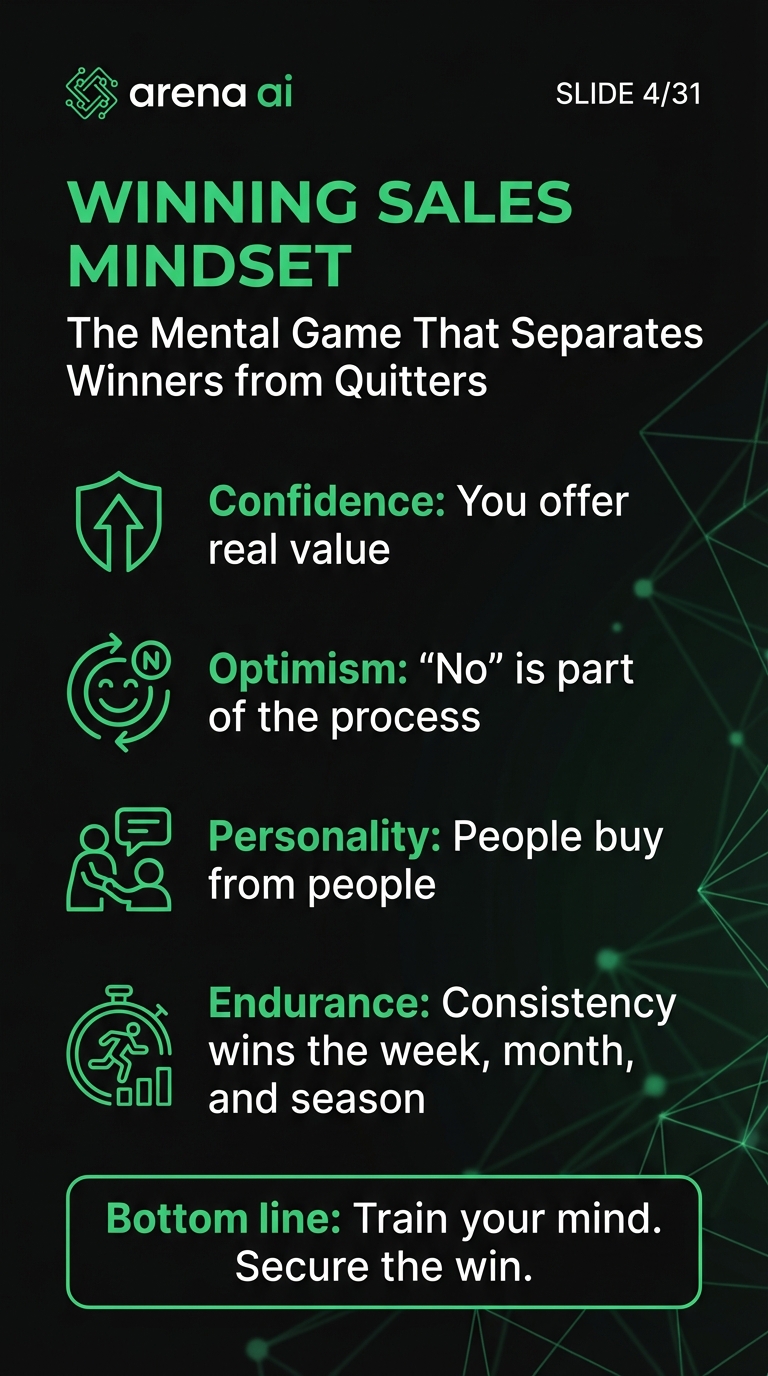 arena ai
SLIDE 4/31
WINNING SALES
MINDSET
The Mental Game That Separates
Winners from Quitters
Confidence: You offer
real value
N
Optimism: “No” is part
of the process
Personality: People buy
from people
Endurance: Consistency
wins the week, month,
and season
Bottom line: Train your mind.
Secure the win.